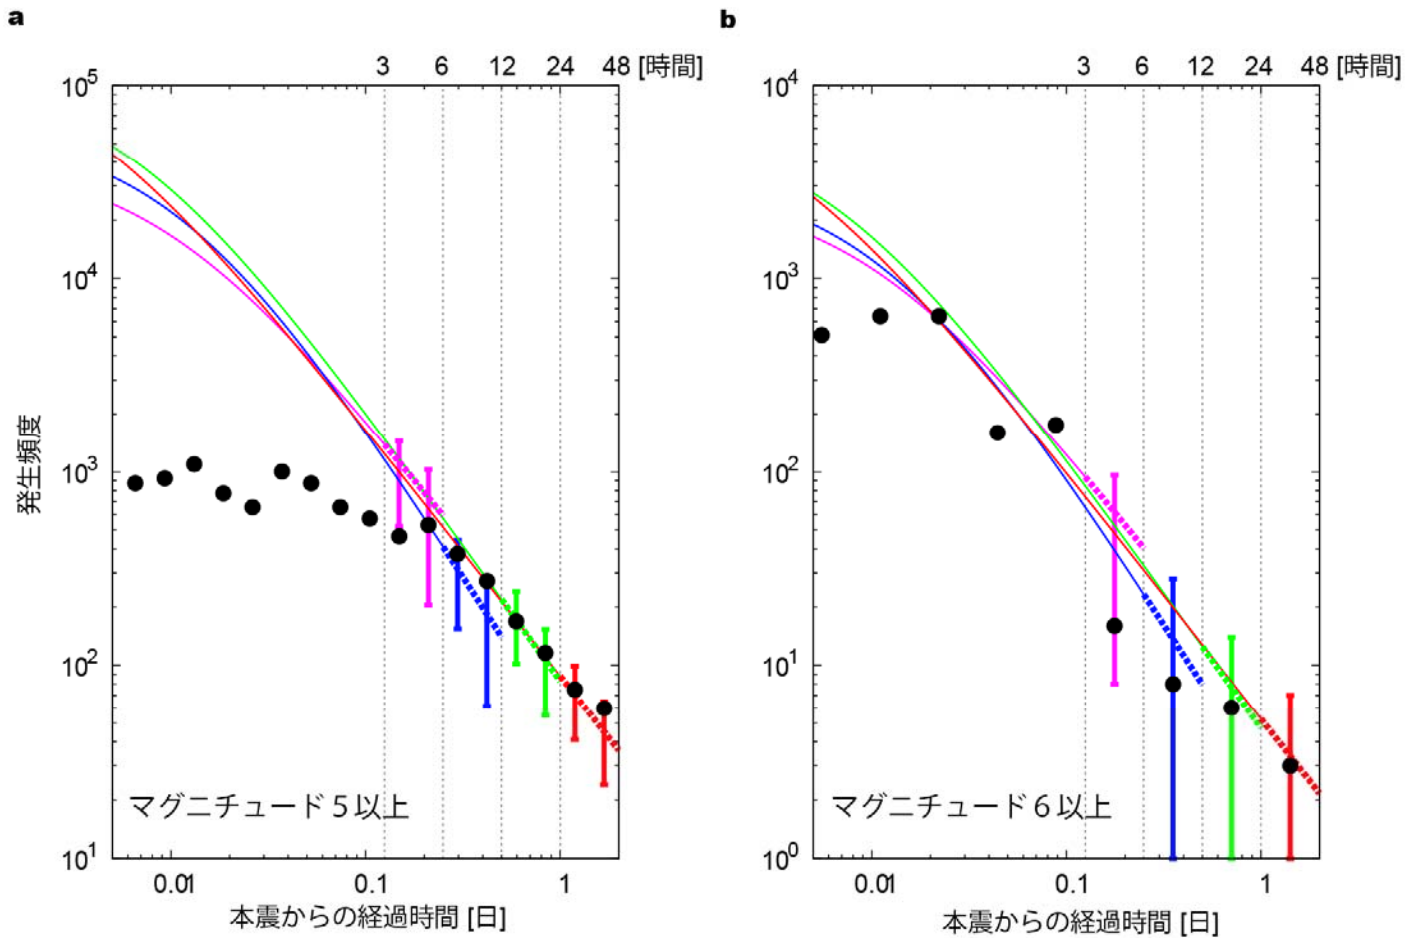 a
3 6 12 24 48 [時間]
10^5
10^4
10^3
10^2
10^1
発生頻度
マグニチュード5以上
0.01 0.1 1
本震からの経過時間 [日]
b
3 6 12 24 48 [時間]
10^4
10^3
10^2
10^1
10^0
マグニチュード6以上
0.01 0.1 1
本震からの経過時間 [日]